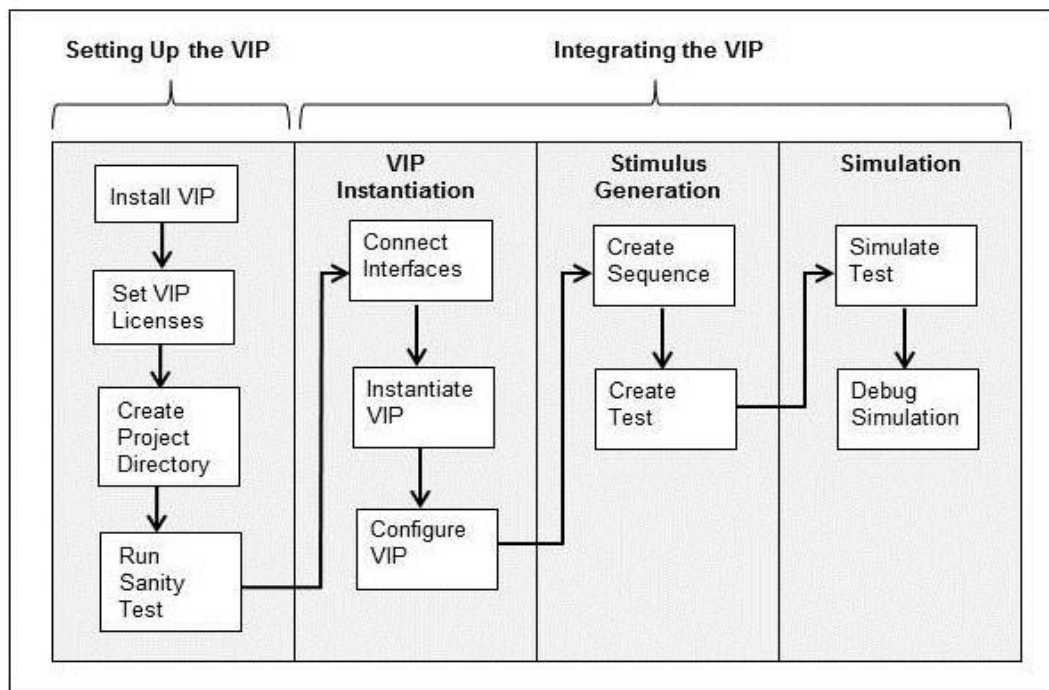 Setting Up the VIP
Integrating the VIP
Install VIP
Set VIP
Licenses
Create
Project
Directory
Run
Sanity
Test
VIP
Instantiation
Connect
Interfaces
Instantiate
VIP
Configure
VIP
Stimulus
Generation
Create
Sequence
Create
Test
Simulation
Simulate
Test
Debug
Simulation